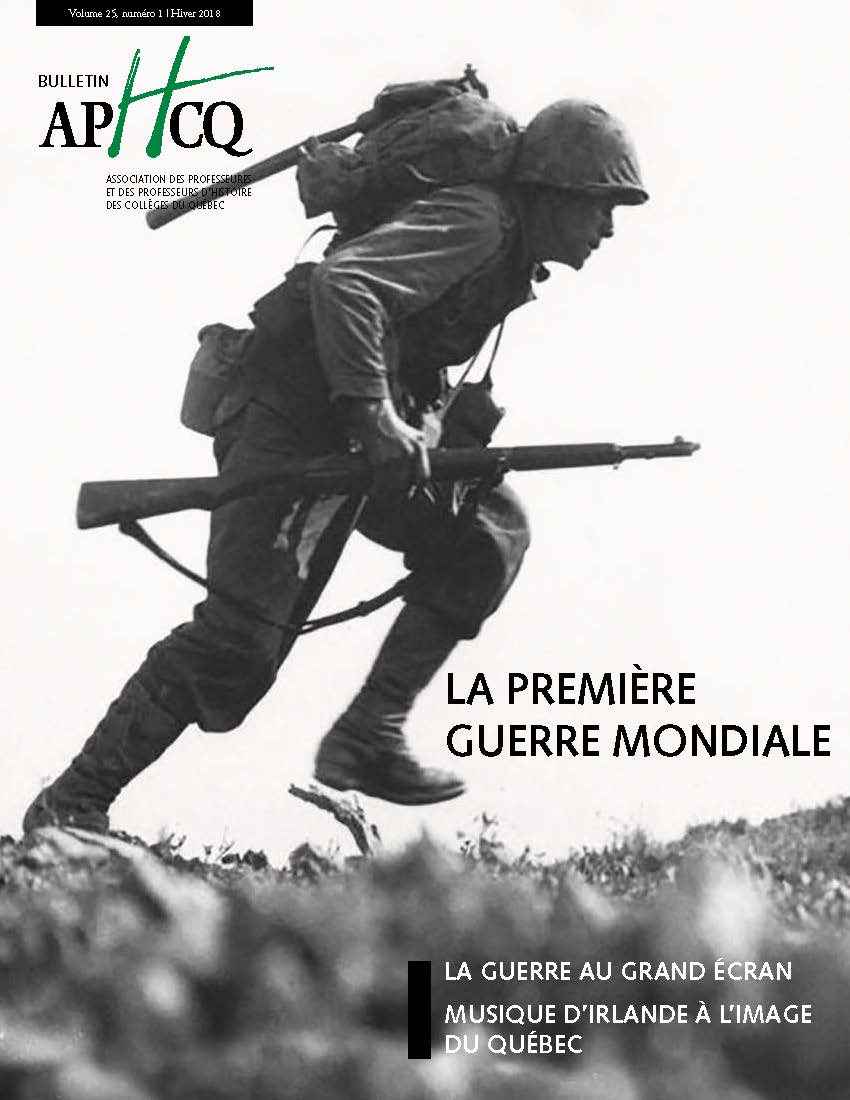 Volume 25, numéro 1 | Hiver 2018
BULLETIN
APHCQ
ASSOCIATION DES PROFESSEURES
ET DES PROFESSEURS D'HISTOIRE
DES COLLÈGES DU QUÉBEC
LA PREMIÈRE
GUERRE MONDIALE
LA GUERRE AU GRAND ÉCRAN
MUSIQUE D'IRLANDE À L'IMAGE
DU QUÉBEC